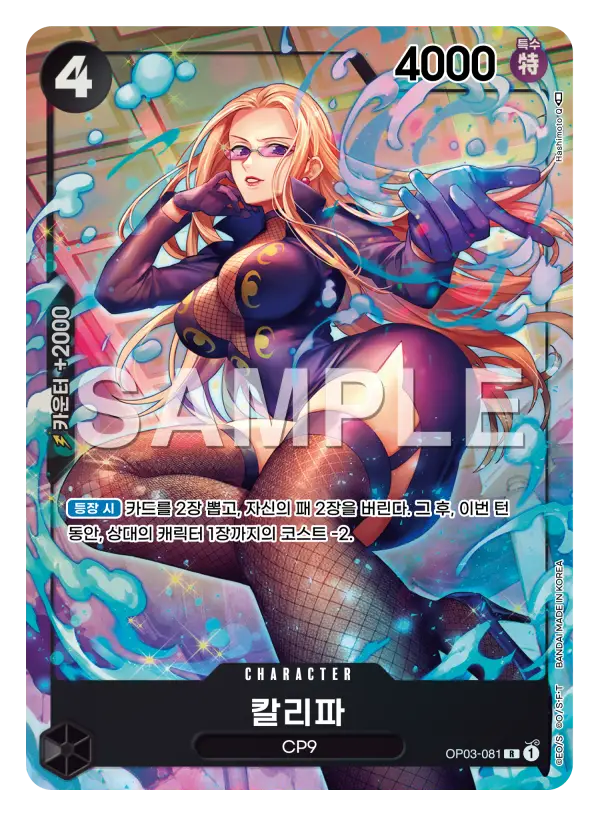 4
4000
특수
特
Hashimoto Q
카운터 +2000
SAMPLE
등장 시 카드를 2장 뽑고, 자신의 패 2장을 버린다. 그 후, 이번 턴
동안, 상대의 캐릭터 1장까지의 코스트 -2.
CHARACTER
칼리파
CP9
OP03-081 R 1
©EO/S ©O/S·F·T BANDAI MADE IN KOREA